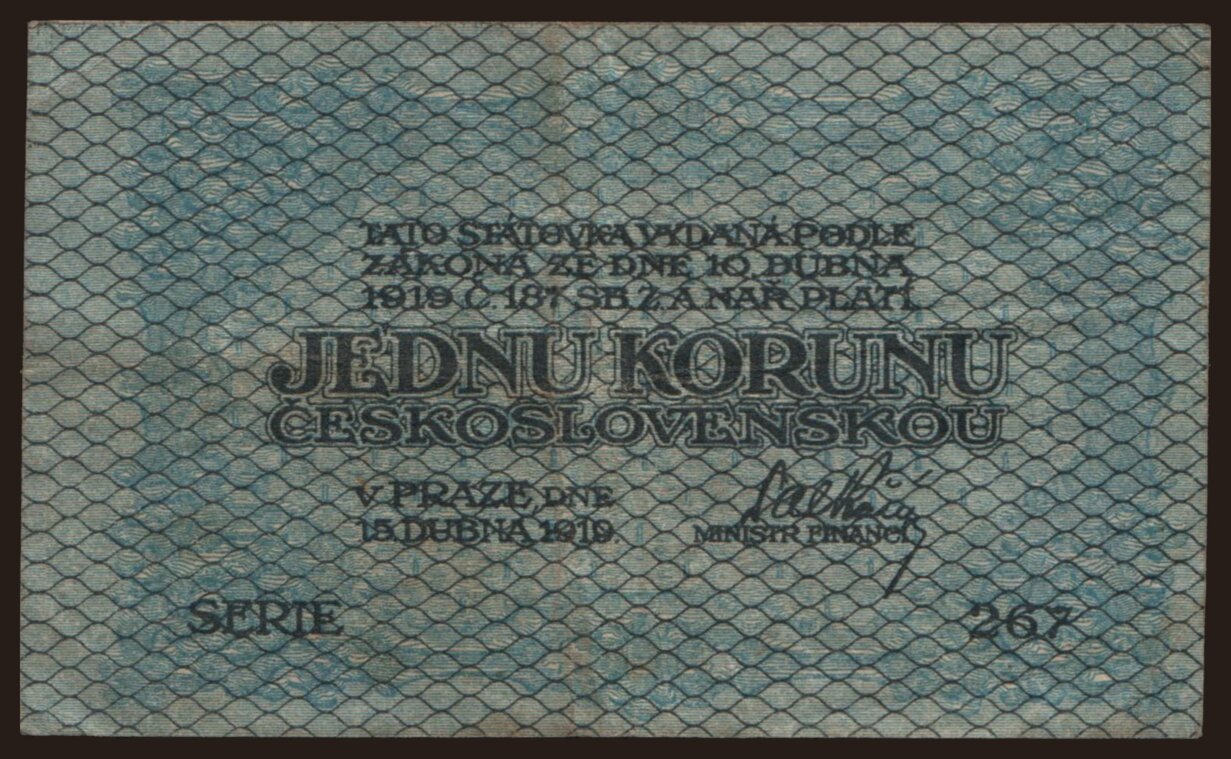 TATO STÁTOVKA VYDANÁ PODLE
ZÁKONA ZE DNE 10. DUBNA
1919 Č. 187 SB. Z. A NAŘ. PLATÍ
JEDNU KORUNU
ČESKOSLOVENSKOU
V PRAZE, DNE
15. DUBNA 1919.
MINISTR FINANCÍ
SERIE 267